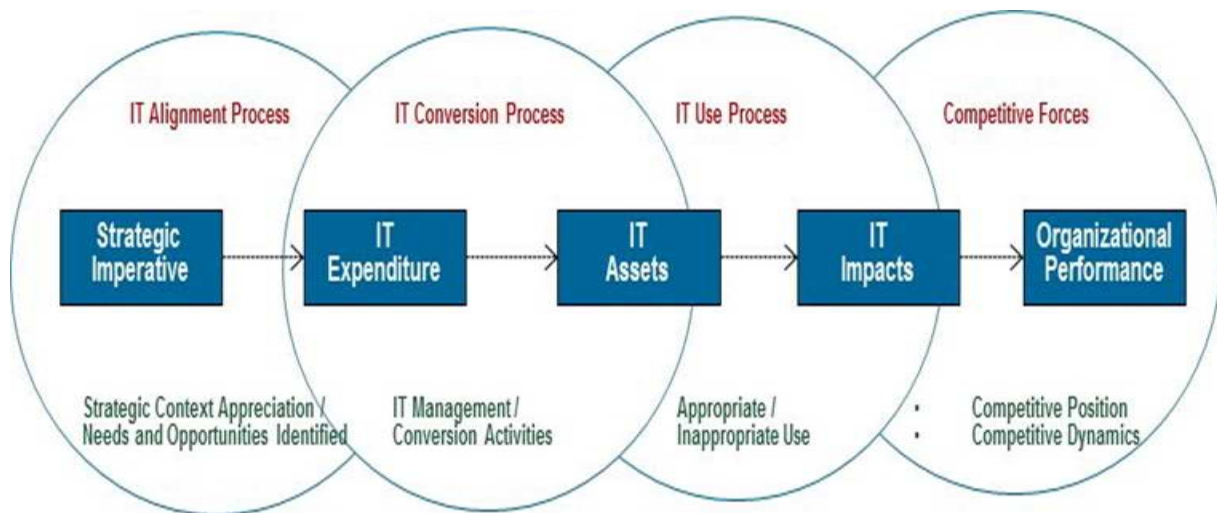 IT Alignment Process
IT Conversion Process
IT Use Process
Competitive Forces
Strategic
Imperative
IT
Expenditure
IT
Assets
IT
Impacts
Organizational
Performance
Strategic Context Appreciation /
Needs and Opportunities Identified
IT Management /
Conversion Activities
Appropriate /
Inappropriate Use
• Competitive Position
• Competitive Dynamics